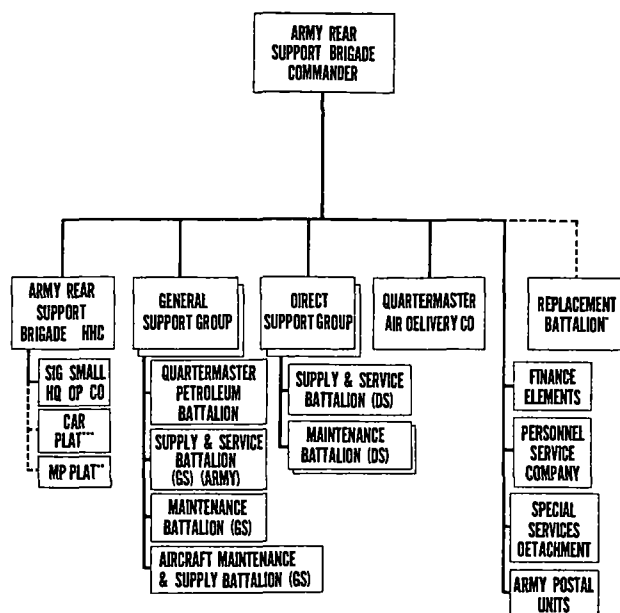 ARMY REAR
SUPPORT BRIGADE
COMMANDER
ARMY REAR
SUPPORT
BRIGADE HHC
GENERAL
SUPPORT GROUP
DIRECT
SUPPORT GROUP
QUARTERMASTER
AIR DELIVERY CO
REPLACEMENT
BATTALION*
SIG SMALL
HQ OP CO
CAR
PLAT***
MP PLAT**
QUARTERMASTER
PETROLEUM
BATTALION
SUPPLY & SERVICE
BATTALION
(GS) (ARMY)
MAINTENANCE
BATTALION (GS)
AIRCRAFT MAINTENANCE
& SUPPLY BATTALION (GS)
SUPPLY & SERVICE
BATTALION (DS)
MAINTENANCE
BATTALION (DS)
FINANCE
ELEMENTS
PERSONNEL
SERVICE
COMPANY
SPECIAL
SERVICES
DETACHMENT
ARMY POSTAL
UNITS